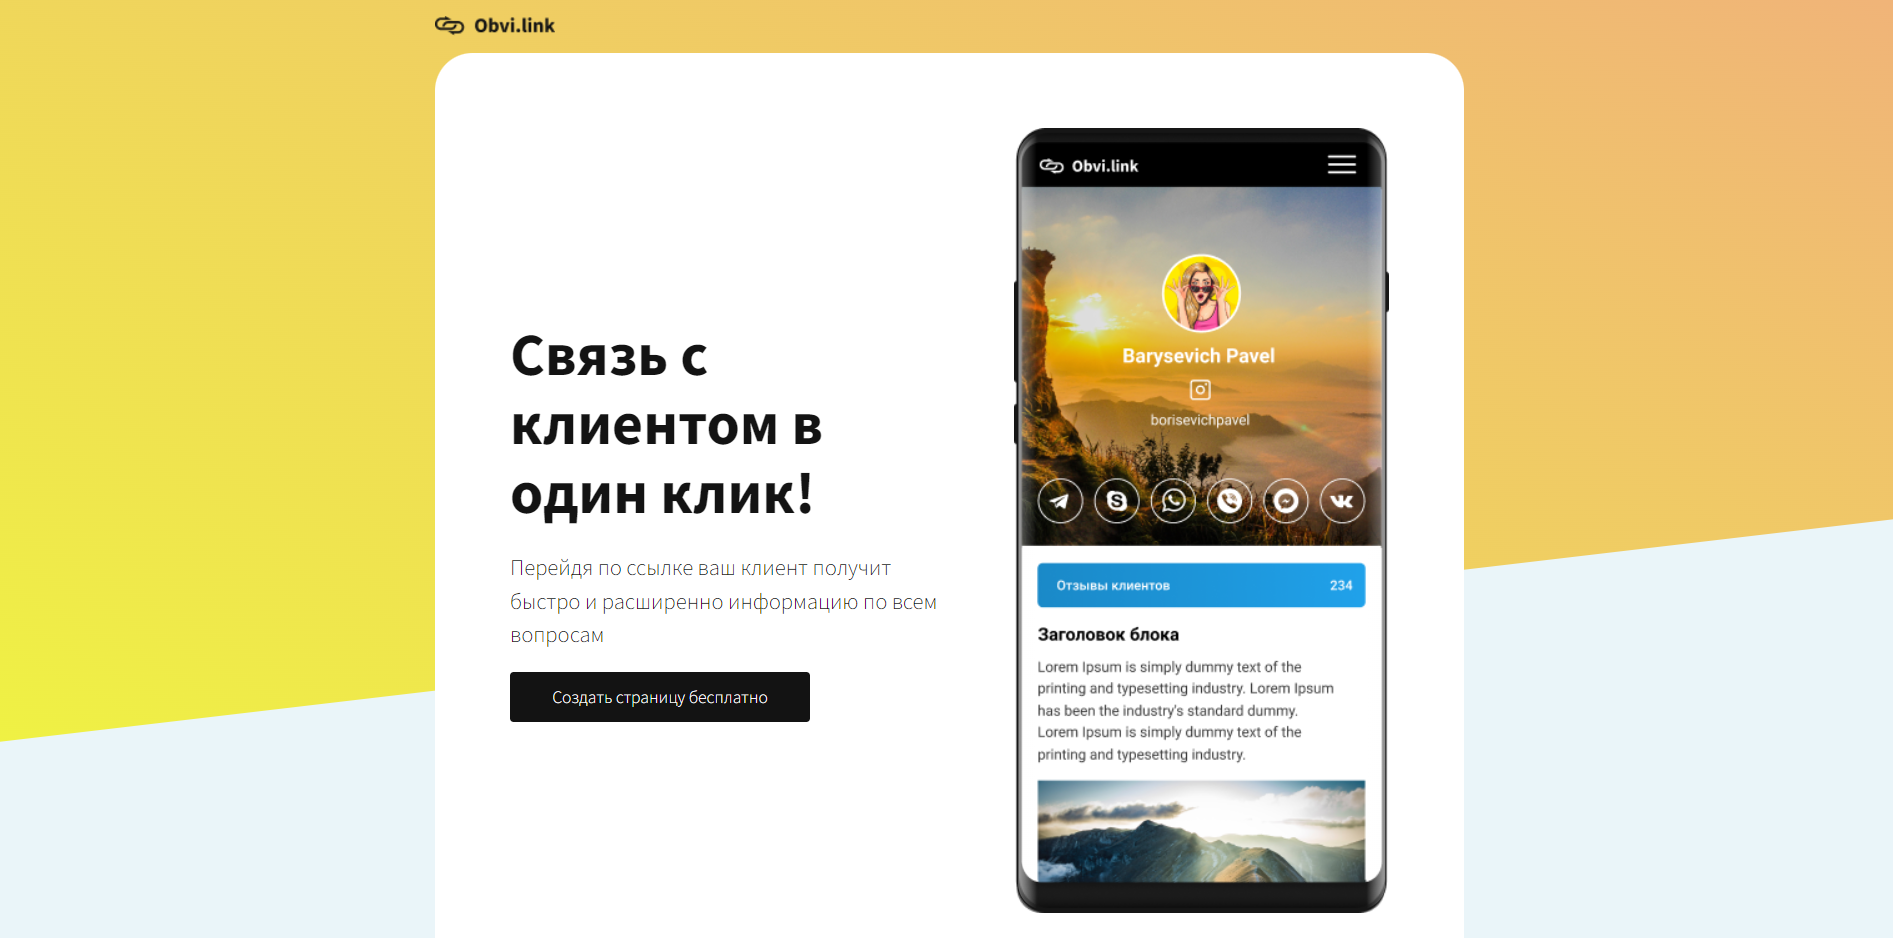 Obvi.link
Связь с
клиентом в
один клик!
Перейдя по ссылке ваш клиент получит
быстро и расширенно информацию по всем
вопросам
Создать страницу бесплатно
Obvi.link
Barysevich Pavel
borisevichpavel
Отзывы клиентов 234
Заголовок блока
Lorem Ipsum is simply dummy text of the
printing and typesetting industry. Lorem Ipsum
has been the industry's standard dummy.
Lorem Ipsum is simply dummy text of the
printing and typesetting industry.